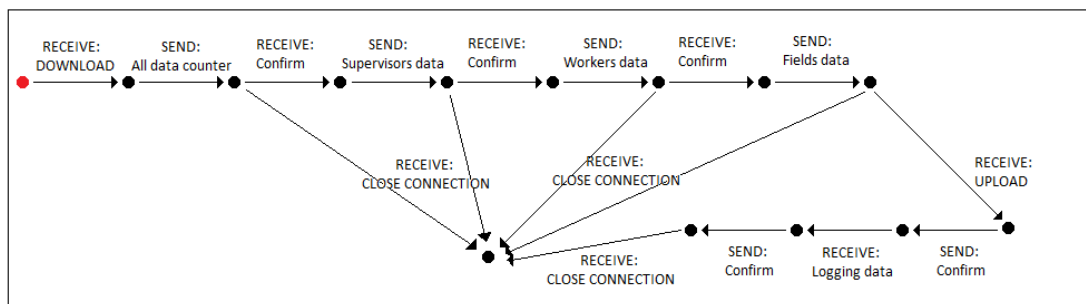 RECEIVE:
DOWNLOAD
SEND:
All data counter
RECEIVE:
Confirm
SEND:
Supervisors data
RECEIVE:
Confirm
SEND:
Workers data
RECEIVE:
Confirm
SEND:
Fields data
RECEIVE:
CLOSE CONNECTION
RECEIVE:
CLOSE CONNECTION
RECEIVE:
UPLOAD
RECEIVE:
CLOSE CONNECTION
SEND:
Confirm
RECEIVE:
Logging data
SEND:
Confirm